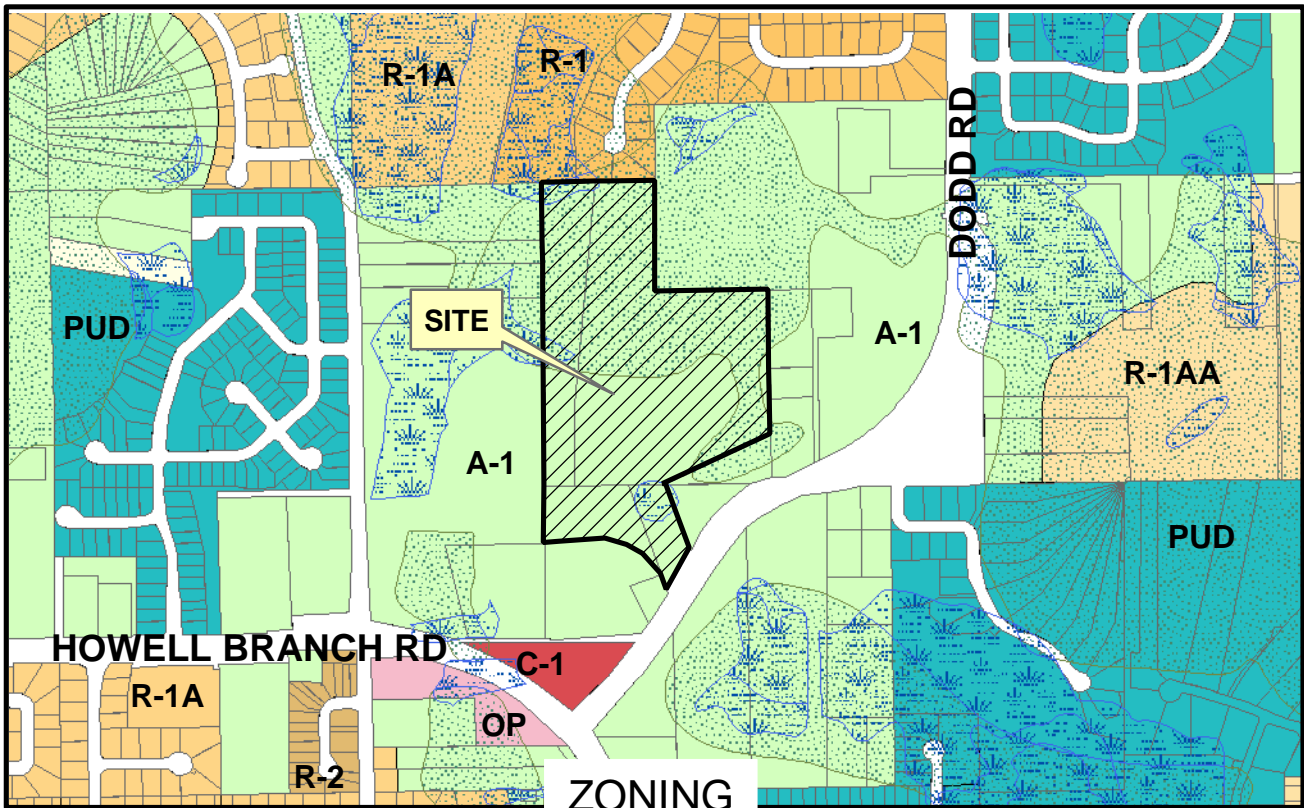 R-1A
R-1
DODD RD
PUD
SITE
A-1
R-1AA
A-1
PUD
HOWELL BRANCH RD
C-1
R-1A
OP
R-2
ZONING